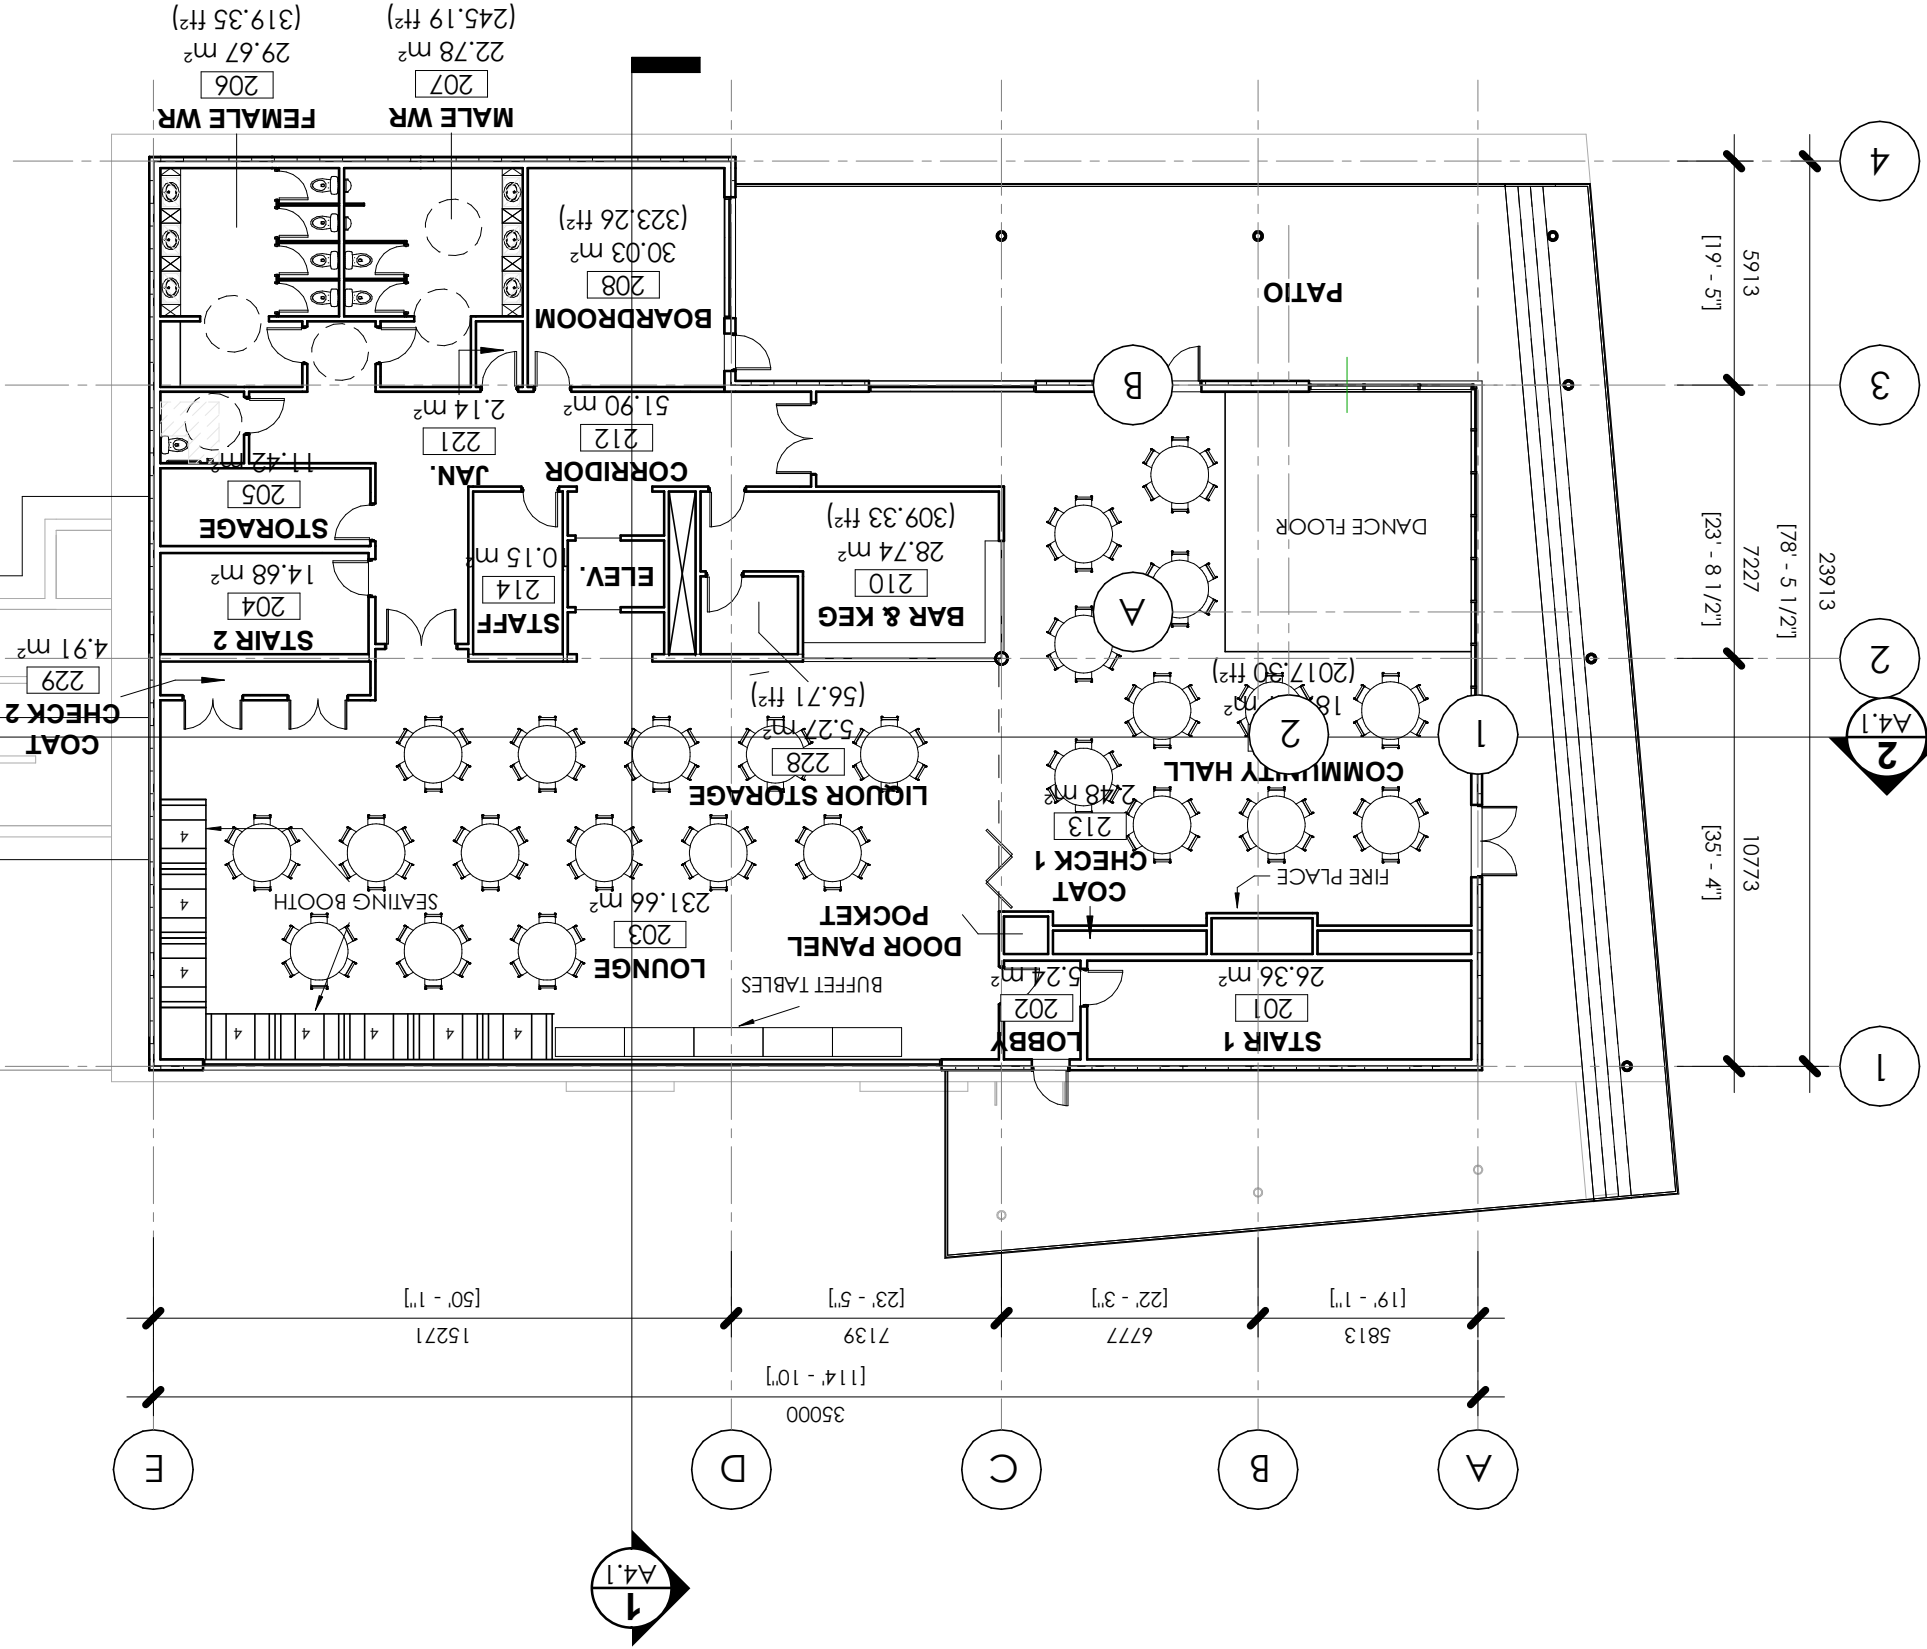 1
A4.1
A
B
C
D
E
35000
[114' - 10"]
5813
6777
7139
15271
[19' - 1"]
[22' - 3"]
[23' - 5"]
[50' - 1"]
1
STAIR 1
201
26.36 m²
LOBBY
202
5.24 m²
BUFFET TABLES
4
4
4
4
4
4
4
4
LOUNGE
203
231.66 m²
DOOR PANEL
POCKET
SEATING BOOTH
FIRE PLACE
COAT
CHECK 1
213
2.48 m²
10773
[35' - 4"]
COMMUNITY HALL
(2017.30 ft²)
LIQUOR STORAGE
228
5.27 m²
(56.71 ft²)
1
2
2
A4.1
COAT
CHECK 2
229
4.91 m²
2
A
BAR & KEG
210
28.74 m²
(309.33 ft²)
STAFF
214
ELEV.
STAIR 2
204
14.68 m²
23913
[78' - 5 1/2"]
7227
[23' - 8 1/2"]
DANCE FLOOR
STORAGE
205
11.42 m²
CORRIDOR
212
51.90 m²
JAN.
221
2.14 m²
3
B
BOARDROOM
208
30.03 m²
(323.26 ft²)
PATIO
5913
[19' - 5"]
4
MALE WR
207
22.78 m²
(245.19 ft²)
FEMALE WR
206
29.67 m²
(319.35 ft²)